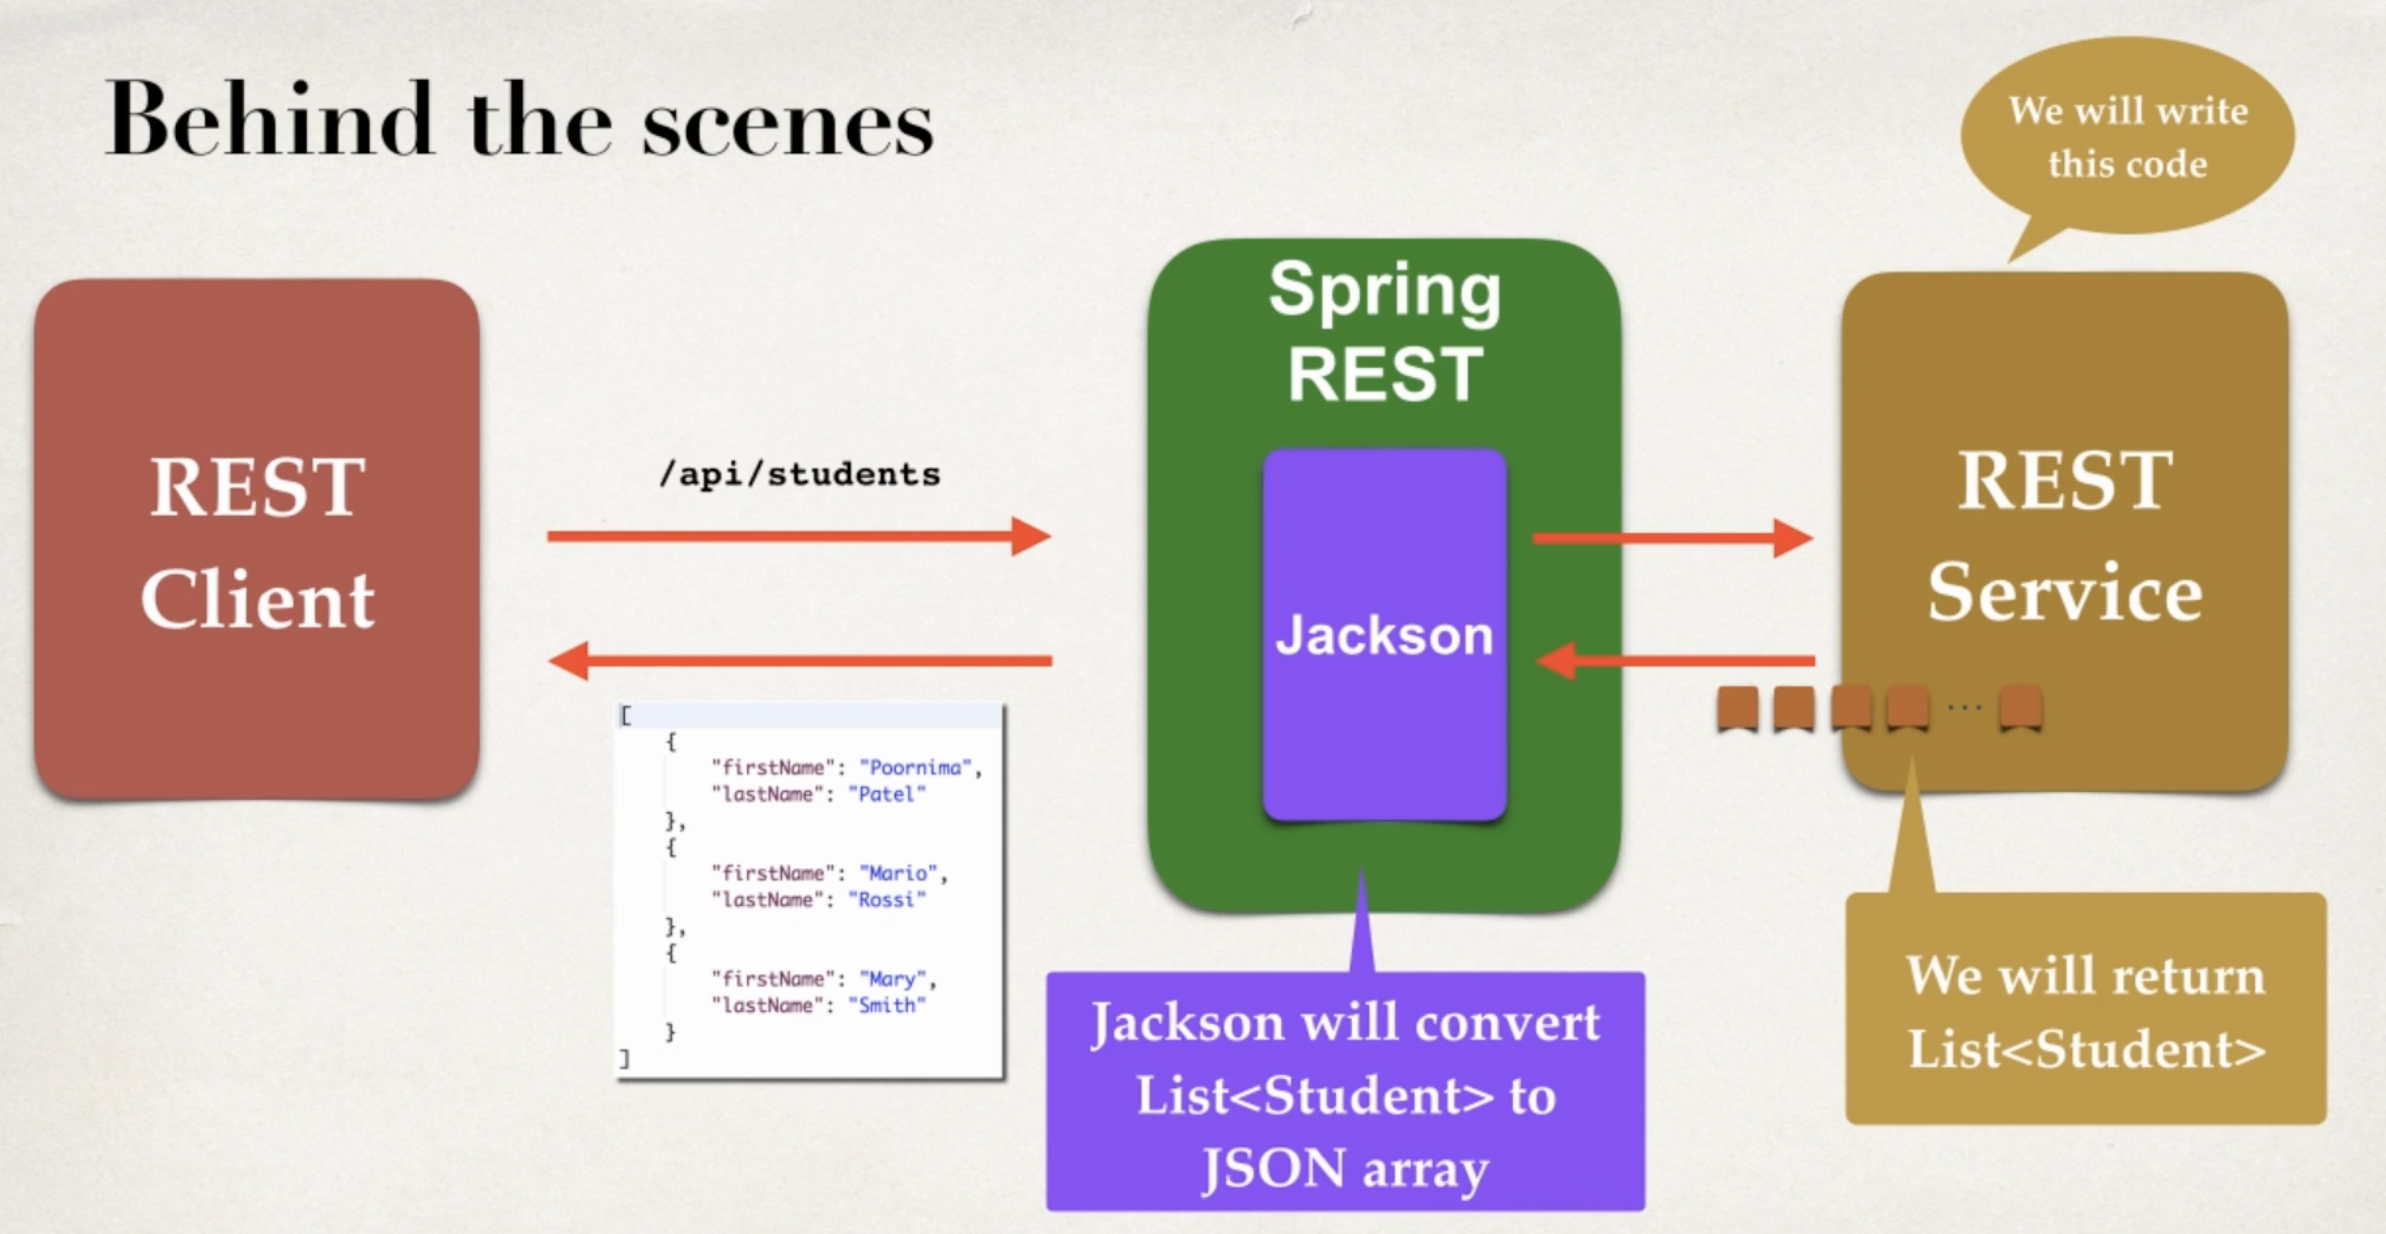 Behind the scenes
We will write
this code
REST
Client
/api/students
[
    {
        "firstName": "Poornima",
        "lastName": "Patel"
    },
    {
        "firstName": "Mario",
        "lastName": "Rossi"
    },
    {
        "firstName": "Mary",
        "lastName": "Smith"
    }
]
Spring
REST
Jackson
REST
Service
...
Jackson will convert
List<Student> to
JSON array
We will return
List<Student>